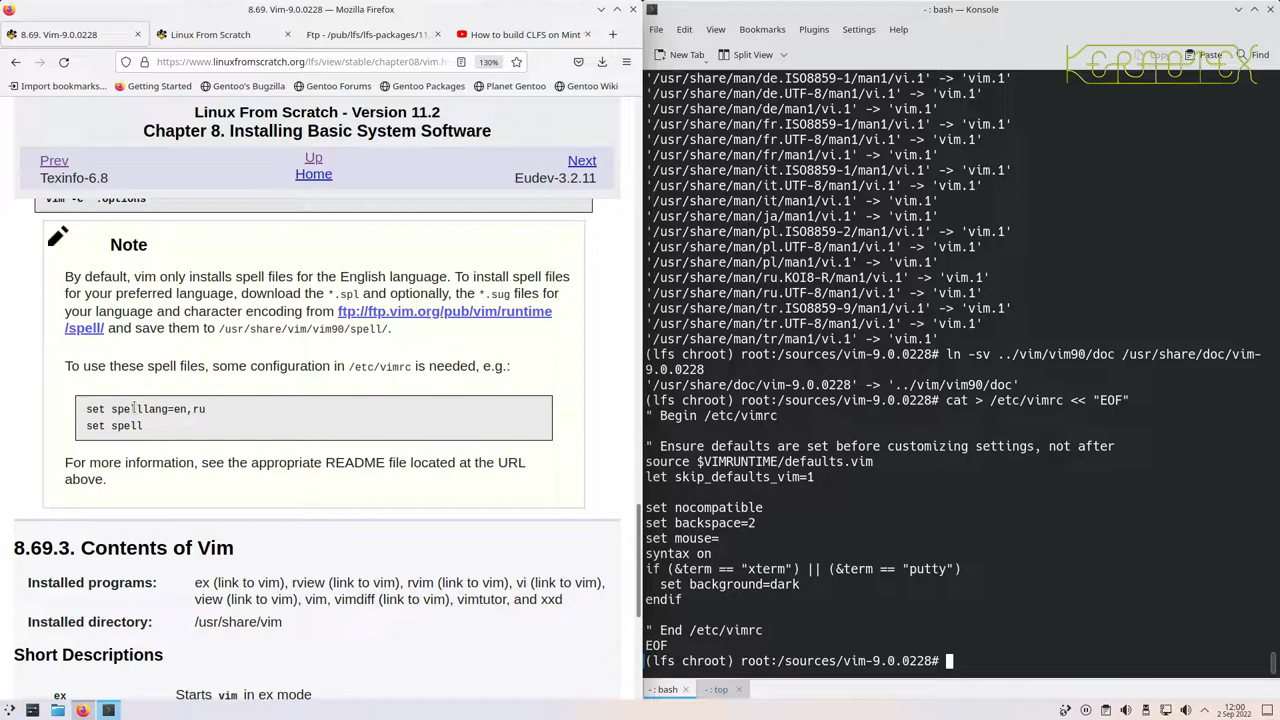 8.69. Vim-9.0.0228 — Mozilla Firefox
8.69. Vim-9.0.0228
Linux From Scratch
Ftp - /pub/lfs/lfs-packages/11.
How to build CLFS on Mint
https://www.linuxfromscratch.org/lfs/view/stable/chapter08/vim.h
130%
Import bookmarks...
Getting Started
Gentoo's Bugzilla
Gentoo Forums
Gentoo Packages
Planet Gentoo
Gentoo Wiki
Linux From Scratch - Version 11.2
Chapter 8. Installing Basic System Software
Prev
Up
Next
Texinfo-6.8
Home
Eudev-3.2.11
vim -c ':options'
Note
By default, vim only installs spell files for the English language. To install spell files
for your preferred language, download the *.spl and optionally, the *.sug files for
your language and character encoding from ftp://ftp.vim.org/pub/vim/runtime
/spell/ and save them to /usr/share/vim/vim90/spell/.
To use these spell files, some configuration in /etc/vimrc is needed, e.g.:
set spelllang=en,ru
set spell
For more information, see the appropriate README file located at the URL
above.
8.69.3. Contents of Vim
Installed programs: ex (link to vim), rview (link to vim), rvim (link to vim), vi (link to vim),
view (link to vim), vim, vimdiff (link to vim), vimtutor, and xxd
Installed directory: /usr/share/vim
Short Descriptions
ex Starts vim in ex mode
- : bash — Konsole
File Edit View Bookmarks Plugins Settings Help
New Tab Split View Copy Paste Find
KERNOTEX
'/usr/share/man/de.ISO8859-1/man1/vi.1' -> 'vim.1'
'/usr/share/man/de.UTF-8/man1/vi.1' -> 'vim.1'
'/usr/share/man/de/man1/vi.1' -> 'vim.1'
'/usr/share/man/fr.ISO8859-1/man1/vi.1' -> 'vim.1'
'/usr/share/man/fr.UTF-8/man1/vi.1' -> 'vim.1'
'/usr/share/man/fr/man1/vi.1' -> 'vim.1'
'/usr/share/man/it.ISO8859-1/man1/vi.1' -> 'vim.1'
'/usr/share/man/it.UTF-8/man1/vi.1' -> 'vim.1'
'/usr/share/man/it/man1/vi.1' -> 'vim.1'
'/usr/share/man/ja/man1/vi.1' -> 'vim.1'
'/usr/share/man/pl.ISO8859-2/man1/vi.1' -> 'vim.1'
'/usr/share/man/pl.UTF-8/man1/vi.1' -> 'vim.1'
'/usr/share/man/pl/man1/vi.1' -> 'vim.1'
'/usr/share/man/ru.KOI8-R/man1/vi.1' -> 'vim.1'
'/usr/share/man/ru.UTF-8/man1/vi.1' -> 'vim.1'
'/usr/share/man/tr.ISO8859-9/man1/vi.1' -> 'vim.1'
'/usr/share/man/tr.UTF-8/man1/vi.1' -> 'vim.1'
'/usr/share/man/tr/man1/vi.1' -> 'vim.1'
(lfs chroot) root:/sources/vim-9.0.0228# ln -sv ../vim/vim90/doc /usr/share/doc/vim-
9.0.0228
'/usr/share/doc/vim-9.0.0228' -> '../vim/vim90/doc'
(lfs chroot) root:/sources/vim-9.0.0228# cat > /etc/vimrc << "EOF"
" Begin /etc/vimrc
" Ensure defaults are set before customizing settings, not after
source $VIMRUNTIME/defaults.vim
let skip_defaults_vim=1
set nocompatible
set backspace=2
set mouse=
syntax on
if (&term == "xterm") || (&term == "putty")
set background=dark
endif
" End /etc/vimrc
EOF
(lfs chroot) root:/sources/vim-9.0.0228#
- : bash
- : top
12:00
2 Sep 2022